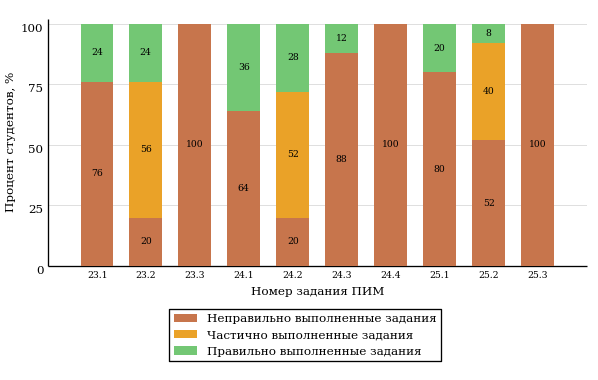 Процент студентов, %
100
75
50
25
0
24 24 36 28 12 20 8
76 56 100 64 52 88 100 80 40 100
20 20 52
23.1 23.2 23.3 24.1 24.2 24.3 24.4 25.1 25.2 25.3
Номер задания ПИМ
Неправильно выполненные задания
Частично выполненные задания
Правильно выполненные задания